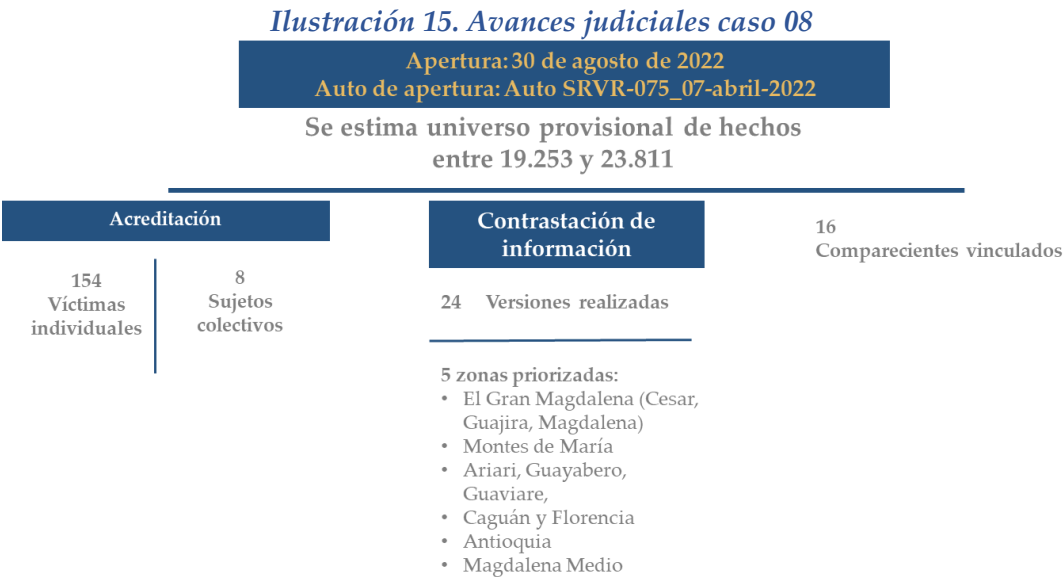 Ilustración 15. Avances judiciales caso 08
Apertura: 30 de agosto de 2022
Auto de apertura: Auto SRVR-075_07-abril-2022
Se estima universo provisional de hechos
entre 19.253 y 23.811
Acreditación
154
Víctimas
individuales
8
Sujetos
colectivos
Contrastación de
información
24 Versiones realizadas
5 zonas priorizadas:
• El Gran Magdalena (Cesar,
Guajira, Magdalena)
• Montes de María
• Ariari, Guayabero,
Guaviare,
• Caguán y Florencia
• Antioquia
• Magdalena Medio
16
Comparecientes vinculados